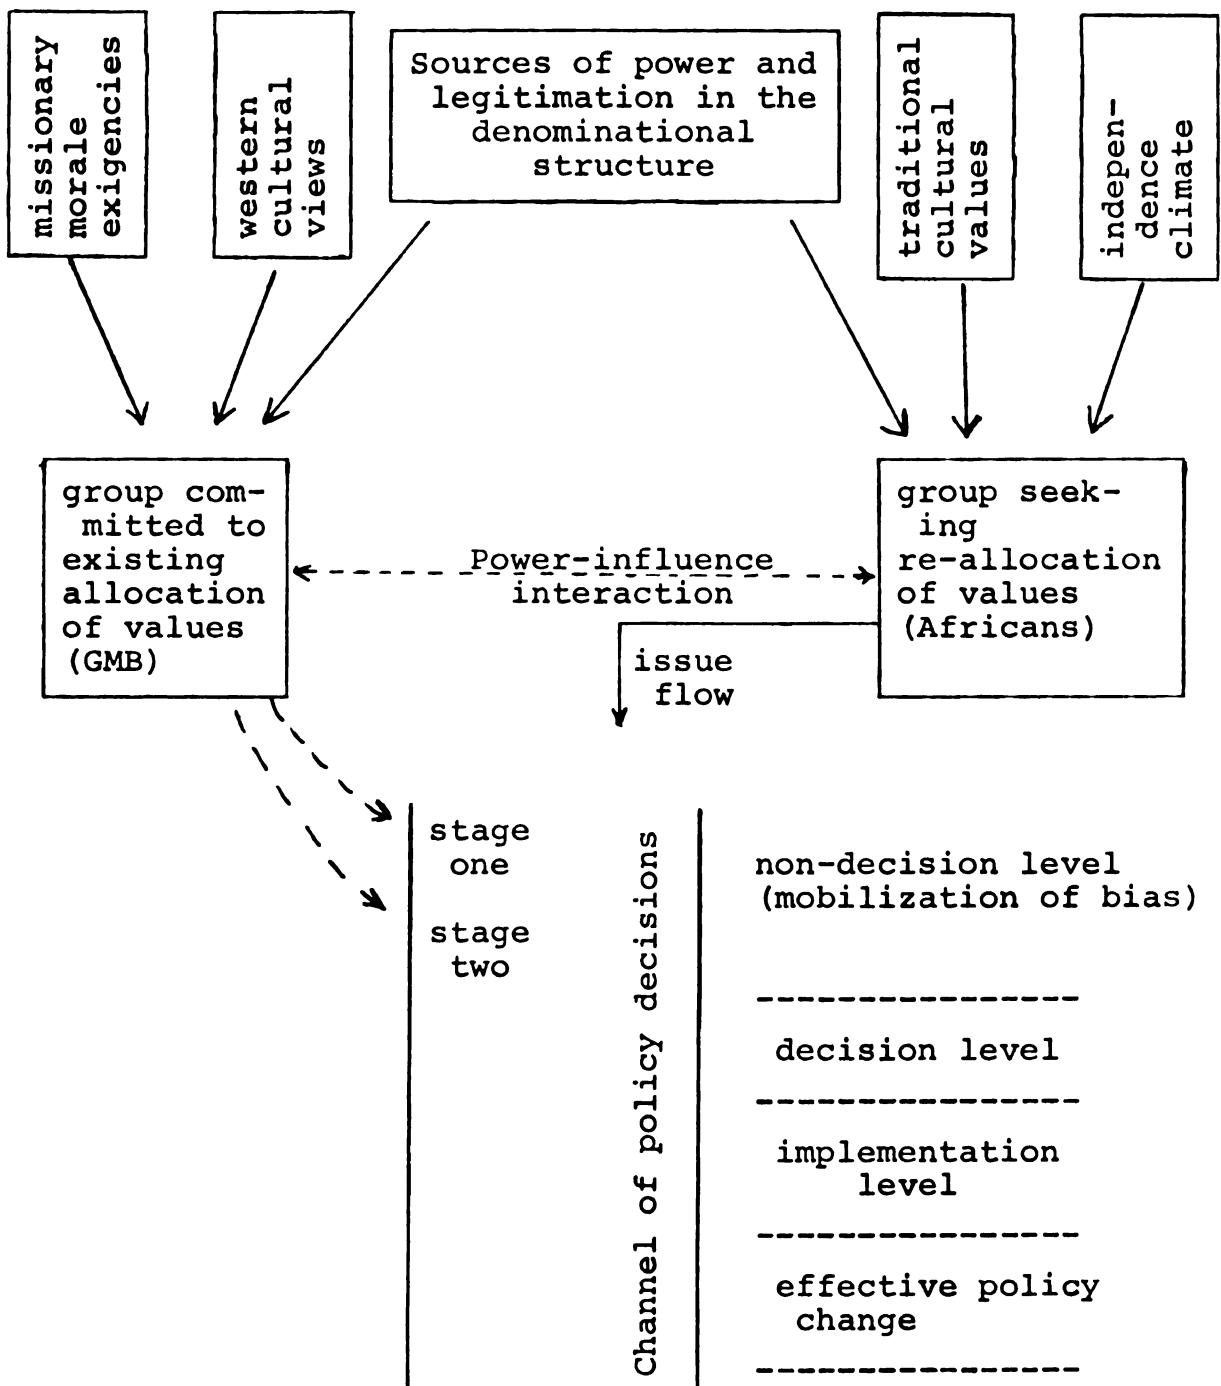 missionary
morale
exigencies
western
cultural
views
Sources of power and
legitimation in the
denominational
structure
traditional
cultural
values
indepen-
dence
climate
group com-
mitted to
existing
allocation
of values
(GMB)
Power-influence
interaction
group seek-
ing
re-allocation
of values
(Africans)
issue
flow
stage
one
stage
two
Channel of policy decisions
non-decision level
(mobilization of bias)
decision level
implementation
level
effective policy
change